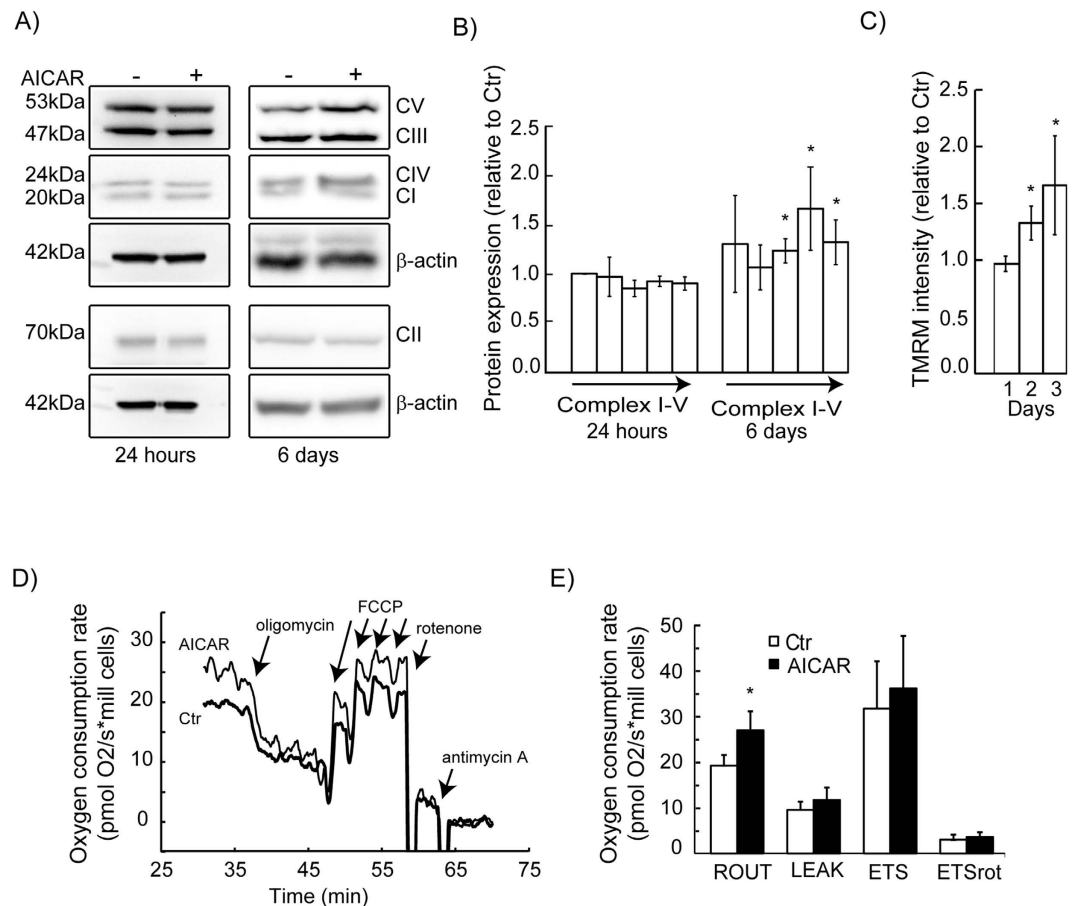 A)
AICAR - + - +
53kDa CV
47kDa CIII
24kDa CIV
20kDa CI
42kDa β-actin
70kDa CII
42kDa β-actin
24 hours 6 days
B)
Protein expression (relative to Ctr)
2.5
2.0
1.5
1.0
0.5
0.0
* * *
Complex I-V Complex I-V
24 hours 6 days
C)
TMRM intensity (relative to Ctr)
2.5
2.0
1.5
1.0
0.5
0.0
* *
1 2 3
Days
D)
Oxygen consumption rate
(pmol O2/s*mill cells)
30
20
10
0
AICAR
Ctr
oligomycin
FCCP
rotenone
antimycin A
25 35 45 55 65 75
Time (min)
E)
Oxygen consumption rate
(pmol O2/s*mill cells)
50
40
30
20
10
0
Ctr
AICAR
*
ROUT LEAK ETS ETSrot